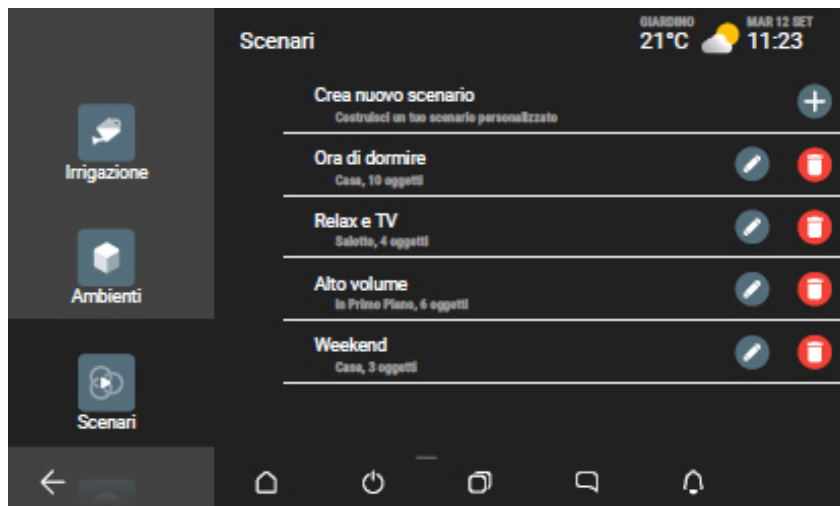 Scenari
GIARDINO
21°C
MAR 12 SET
11:23
Irrigazione
Ambienti
Scenari
Crea nuovo scenario
Costruisci un tuo scenario personalizzato
Ora di dormire
Casa, 10 oggetti
Relax e TV
Salotto, 4 oggetti
Alto volume
in Primo Piano, 6 oggetti
Weekend
Casa, 3 oggetti